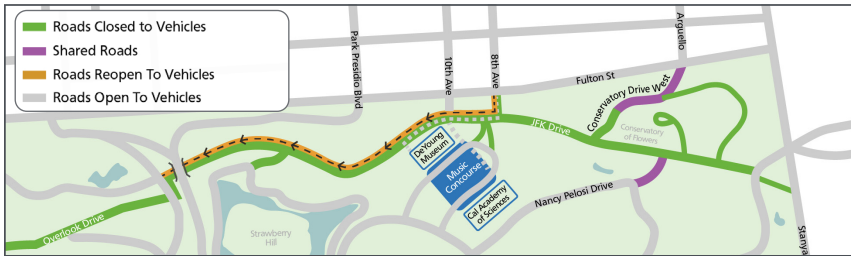 Roads Closed to Vehicles
Shared Roads
Roads Reopen To Vehicles
Roads Open To Vehicles
Park Presidio Blvd
10th Ave
8th Ave
Arguello
Fulton St
Conservatory Drive West
JFK Drive
Conservatory
of Flowers
DeYoung
Museum
Music
Concourse
Cal Academy
of Sciences
Nancy Pelosi Drive
Overlook Drive
Strawberry
Hill
Stanya